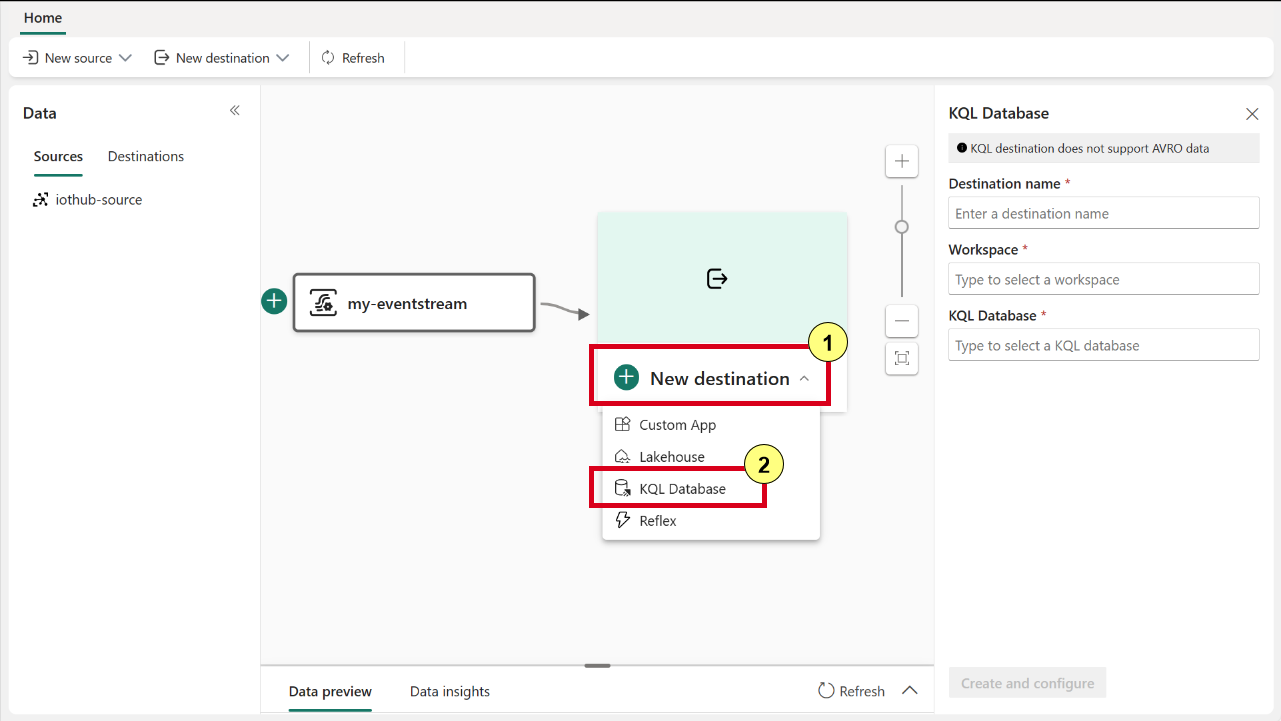 Home
New source
New destination
Refresh
Data
Sources
Destinations
iothub-source
my-eventstream
1
New destination
Custom App
Lakehouse
2
KQL Database
Reflex
KQL Database
KQL destination does not support AVRO data
Destination name *
Enter a destination name
Workspace *
Type to select a workspace
KQL Database *
Type to select a KQL database
Create and configure
Data preview
Data insights
Refresh